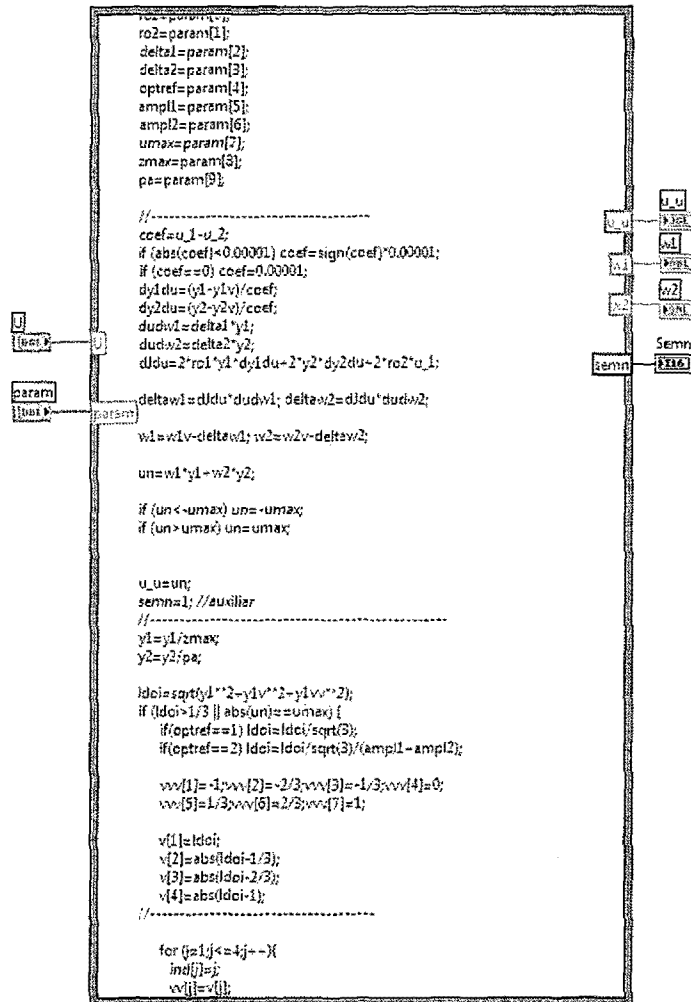 ro2=param[1];
delta1=param[2];
delta2=param[3];
optref=param[4];
ampl1=param[5];
ampl2=param[6];
umax=param[7];
zmax=param[8];
pa=param[9];
//-----------------------------------
coef=u_1-u_2;
if (abs(coef)<0.00001) coef=sign(coef)*0.00001;
if (coef==0) coef=0.00001;
dy1du=(y1-y1v)/coef;
dy2du=(y2-y2v)/coef;
dudw1=delta1*y1;
dudw2=delta2*y2;
dJdu=2*ro1*y1*dy1du+2*y2*dy2du+2*ro2*u_1;
deltaw1=dJdu*dudw1; deltaw2=dJdu*dudw2;
w1=w1v-deltaw1; w2=w2v-deltaw2;
un=w1*y1+w2*y2;
if (un<-umax) un=-umax;
if (un>umax) un=umax;
u_u=un;
semn=1; //auxiliar
//-----------------------------------------------
y1=y1/zmax;
y2=y2/pa;
Idoi=sqrt(y1**2+y1v**2+y1vv**2);
if (Idoi>1/3 || abs(un)==umax) {
if(optref==1) Idoi=Idoi/sqrt(3);
if(optref==2) Idoi=Idoi/sqrt(3)/(ampl1+ampl2);
vvv[1]=-1;vvv[2]=-2/3;vvv[3]=-1/3;vvv[4]=0;
vvv[5]=1/3;vvv[6]=2/3;vvv[7]=1;
v[1]=Idoi;
v[2]=abs(Idoi-1/3);
v[3]=abs(Idoi-2/3);
v[4]=abs(Idoi-1);
//------------------------------------
for (j=1;j<=4;j++){
ind[j]=j;
vv[j]=v[j];
U
U
param
param
u_u
u_u
w1
w1
w2
w2
Semn
semn
I16